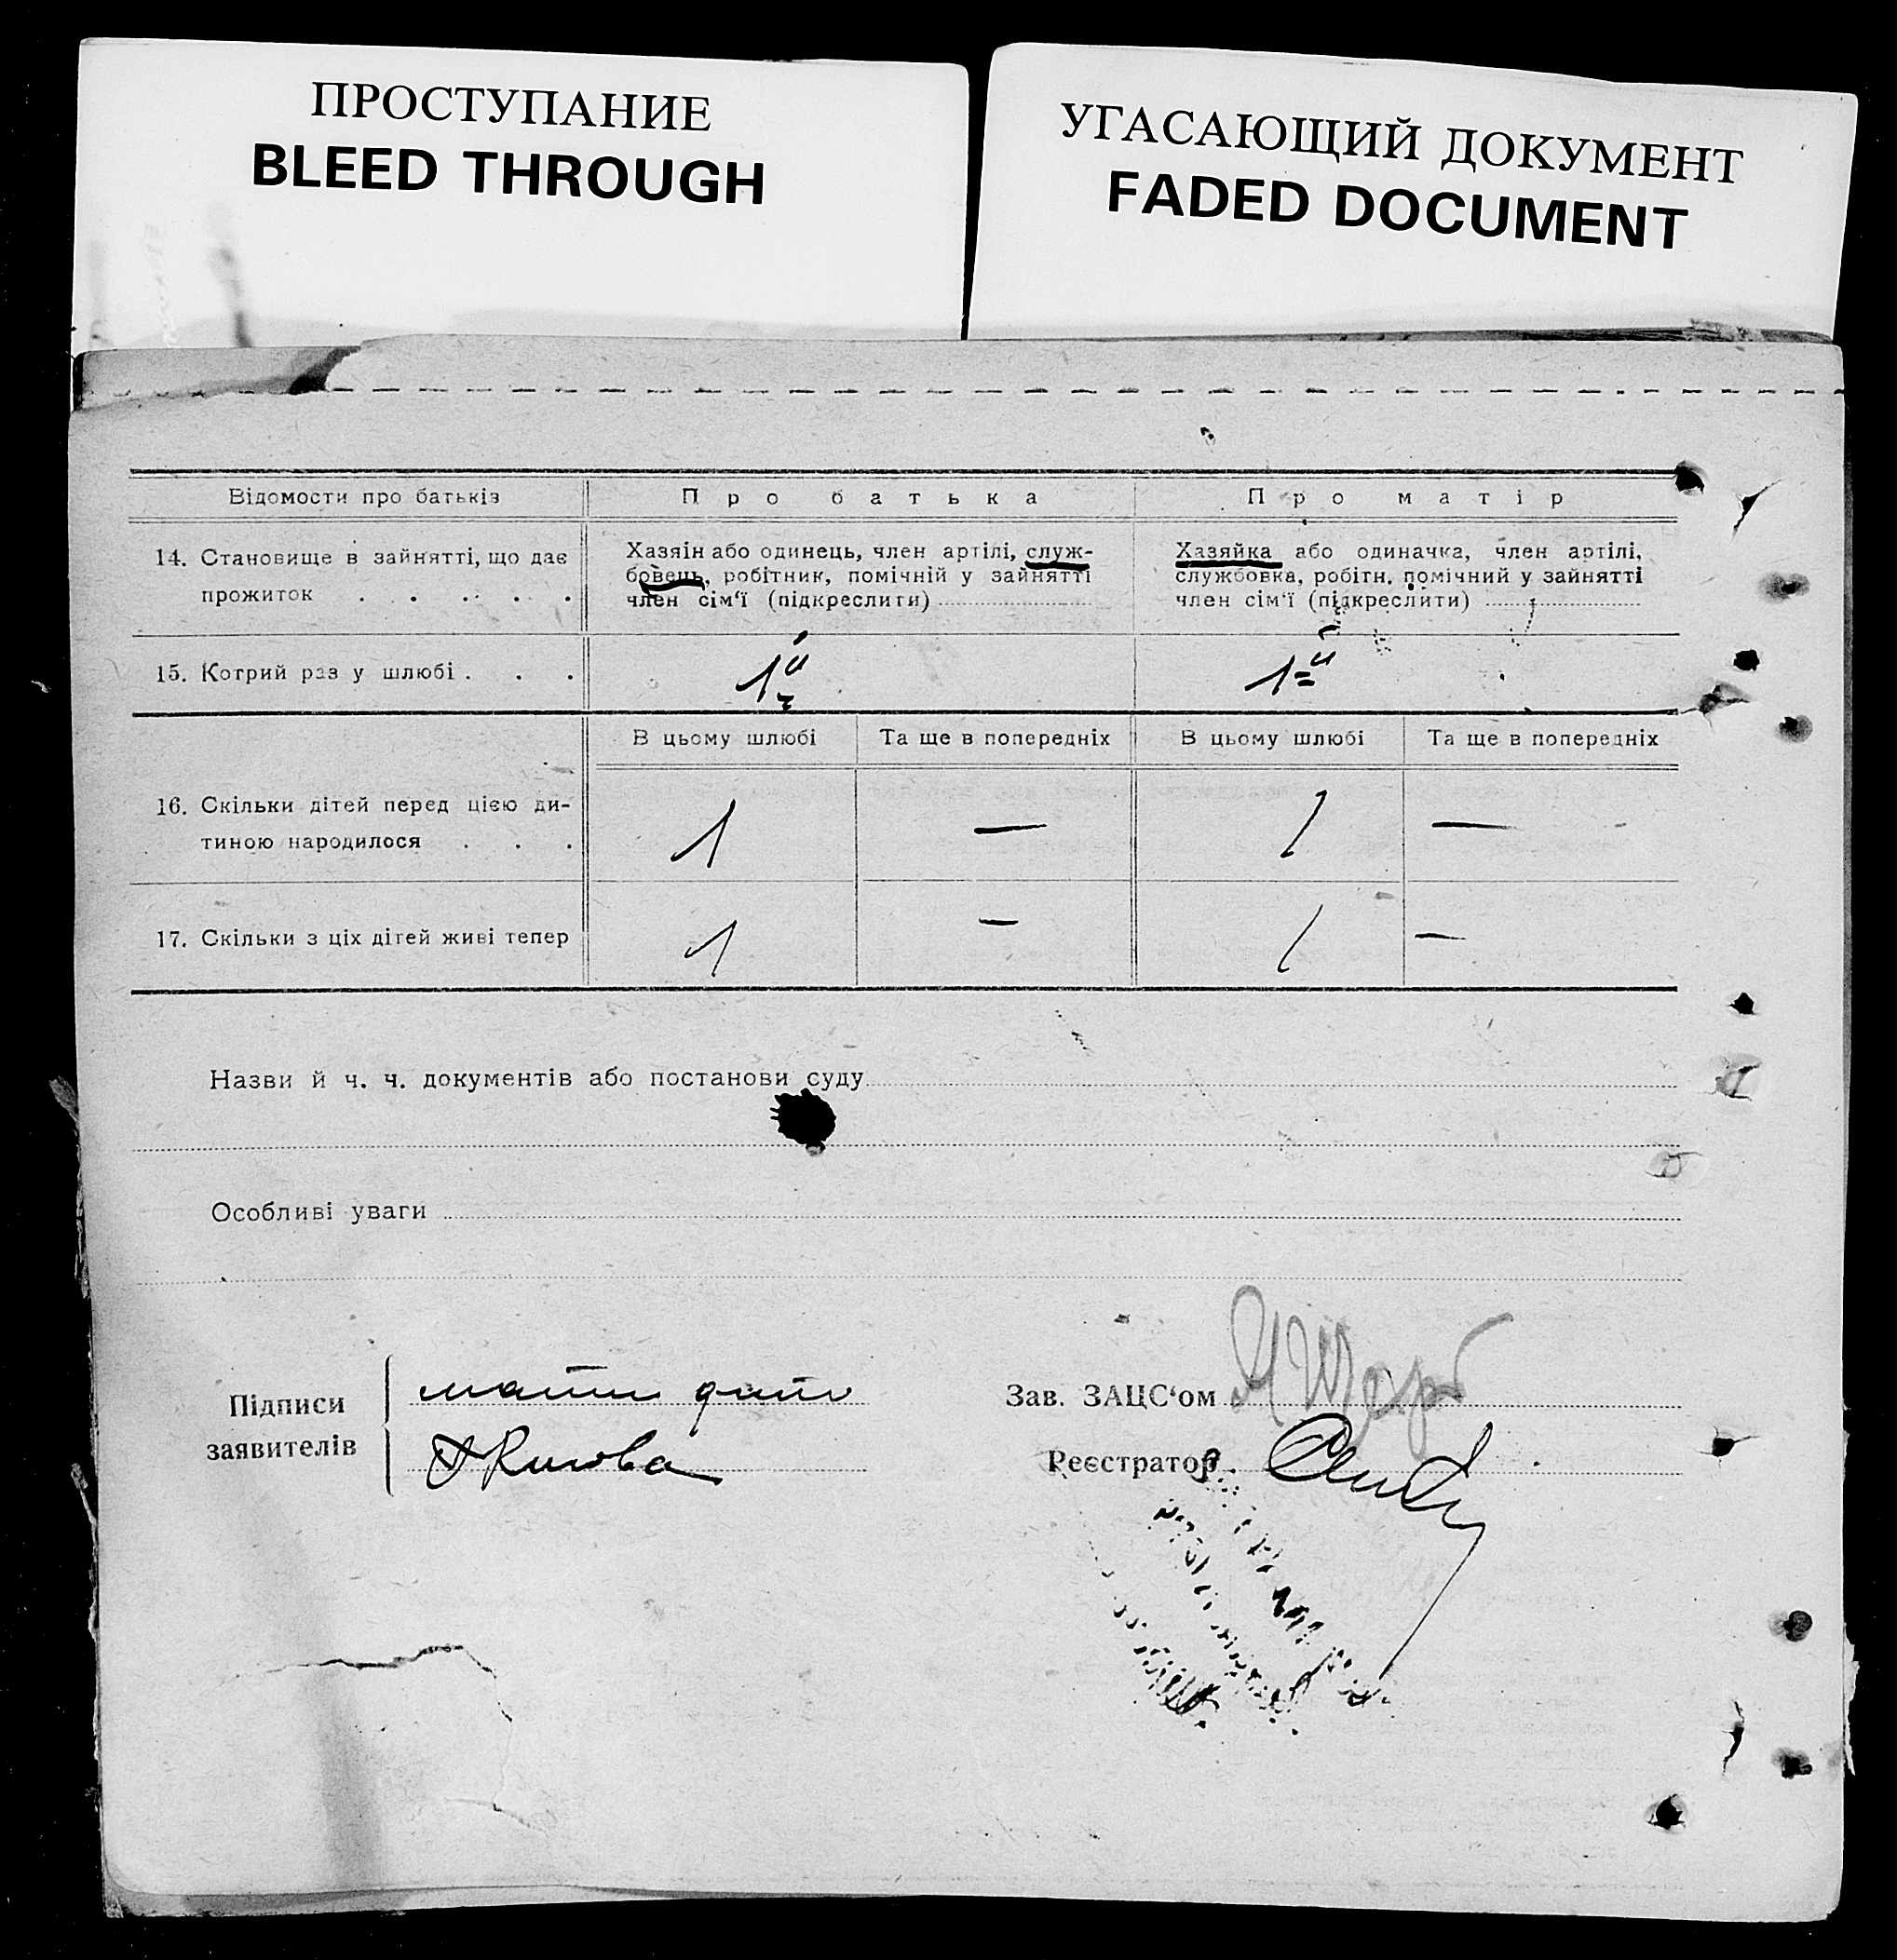 ПРОСТУПАНИЕ
BLEED THROUGH
УГАСАЮЩИЙ ДОКУМЕНТ
FADED DOCUMENT
Відомости про батьків
Про батька
Про матір
14. Становище в зайнятті, що дає
прожиток . . . . .
Хазяін або одинець, член артілі, служ-
бовець, робітник, помічній у зайнятті
член сім'ї (підкреслити)
Хазяйка або одиначка, член артілі,
службовка, робітн. помічний у зайнятті
член сім'ї (підкреслити)
15. Котрий раз у шлюбі . . .
1й
1й
В цьому шлюбі
Та ще в попередніх
В цьому шлюбі
Та ще в попередніх
16. Скільки дітей перед цією ди-
тиною народилося . . .
1
—
1
—
17. Скільки з ціх дітей живі тепер
1
—
1
—
Назви й ч. ч. документів або постанови суду
Особливі уваги
Підписи
заявителів
мати
Зав. ЗАЦС'ом
Реєстратор